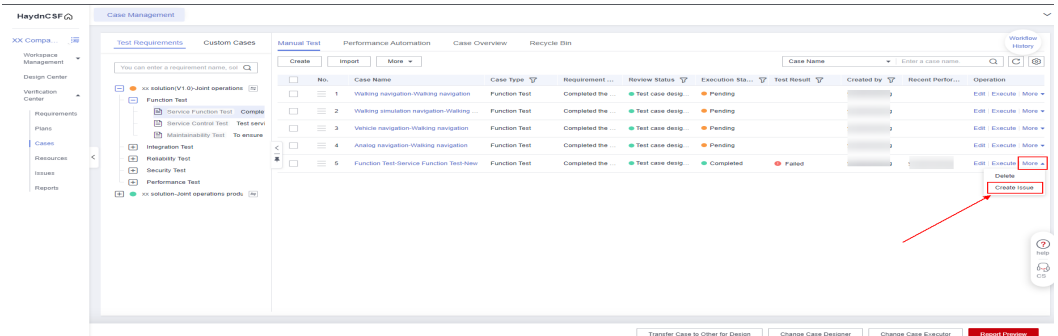 HaydnCSF
Case Management
XX Compa...
Workspace Management
Design Center
Verification Center
Requirements
Plans
Cases
Resources
Issues
Reports
Test Requirements Custom Cases
You can enter a requirement name, sol
xx solution(V1.0)-Joint operations
Function Test
Service Function Test Comple
Service Control Test Test servi
Maintainability Test To ensure
Integration Test
Reliability Test
Security Test
Performance Test
xx solution-Joint operations produ
Manual Test Performance Automation Case Overview Recycle Bin
Workflow History
Create Import More Case Name Enter a case name.
No. Case Name Case Type Requirement ... Review Status Execution Sta... Test Result Created by Recent Perfor... Operation
1 Walking navigation-Walking navigation Function Test Completed the ... Test case desig... Pending Edit Execute More
2 Walking simulation navigation-Walking ... Function Test Completed the ... Test case desig... Pending Edit Execute More
3 Vehicle navigation-Walking navigation Function Test Completed the ... Test case desig... Pending Edit Execute More
4 Analog navigation-Walking navigation Function Test Completed the ... Test case desig... Pending Edit Execute More
5 Function Test-Service Function Test-New Function Test Completed the ... Test case desig... Completed Failed Edit Execute More
Delete
Create Issue
help
CS
Transfer Case to Other for Design Change Case Designer Change Case Executor Report Preview